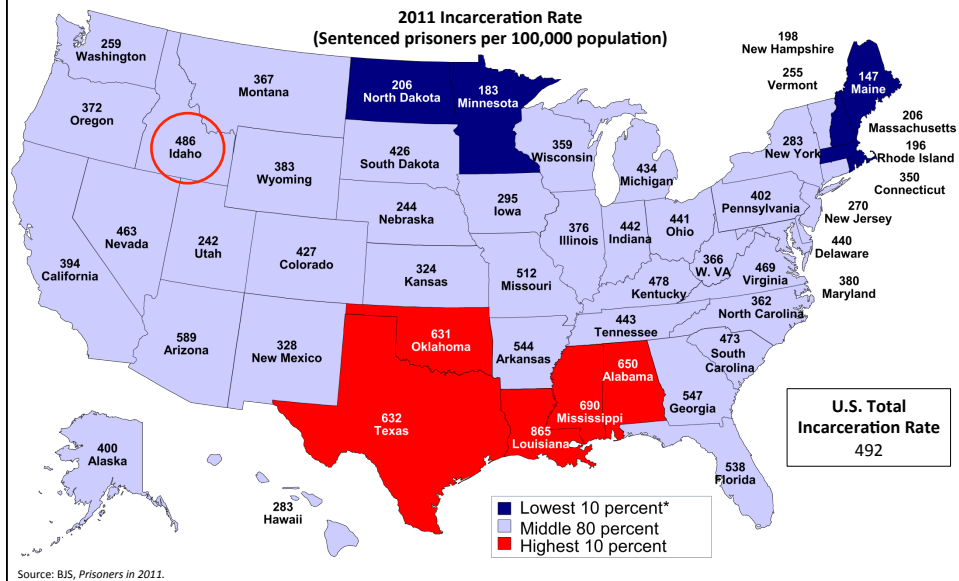 2011 Incarceration Rate
(Sentenced prisoners per 100,000 population)
259
Washington
372
Oregon
486
Idaho
367
Montana
206
North Dakota
183
Minnesota
426
South Dakota
383
Wyoming
244
Nebraska
463
Nevada
394
California
242
Utah
427
Colorado
324
Kansas
589
Arizona
328
New Mexico
631
Oklahoma
632
Texas
295
Iowa
512
Missouri
544
Arkansas
865
Louisiana
690
Mississippi
650
Alabama
359
Wisconsin
434
Michigan
376
Illinois
442
Indiana
441
Ohio
478
Kentucky
443
Tennessee
547
Georgia
538
Florida
473
South
Carolina
362
North Carolina
469
Virginia
366
W. VA
402
Pennsylvania
283
New York
198
New Hampshire
255
Vermont
147
Maine
206
Massachusetts
196
Rhode Island
350
Connecticut
270
New Jersey
440
Delaware
380
Maryland
400
Alaska
283
Hawaii
U.S. Total
Incarceration Rate
492
Lowest 10 percent*
Middle 80 percent
Highest 10 percent
Source: BJS, Prisoners in 2011.